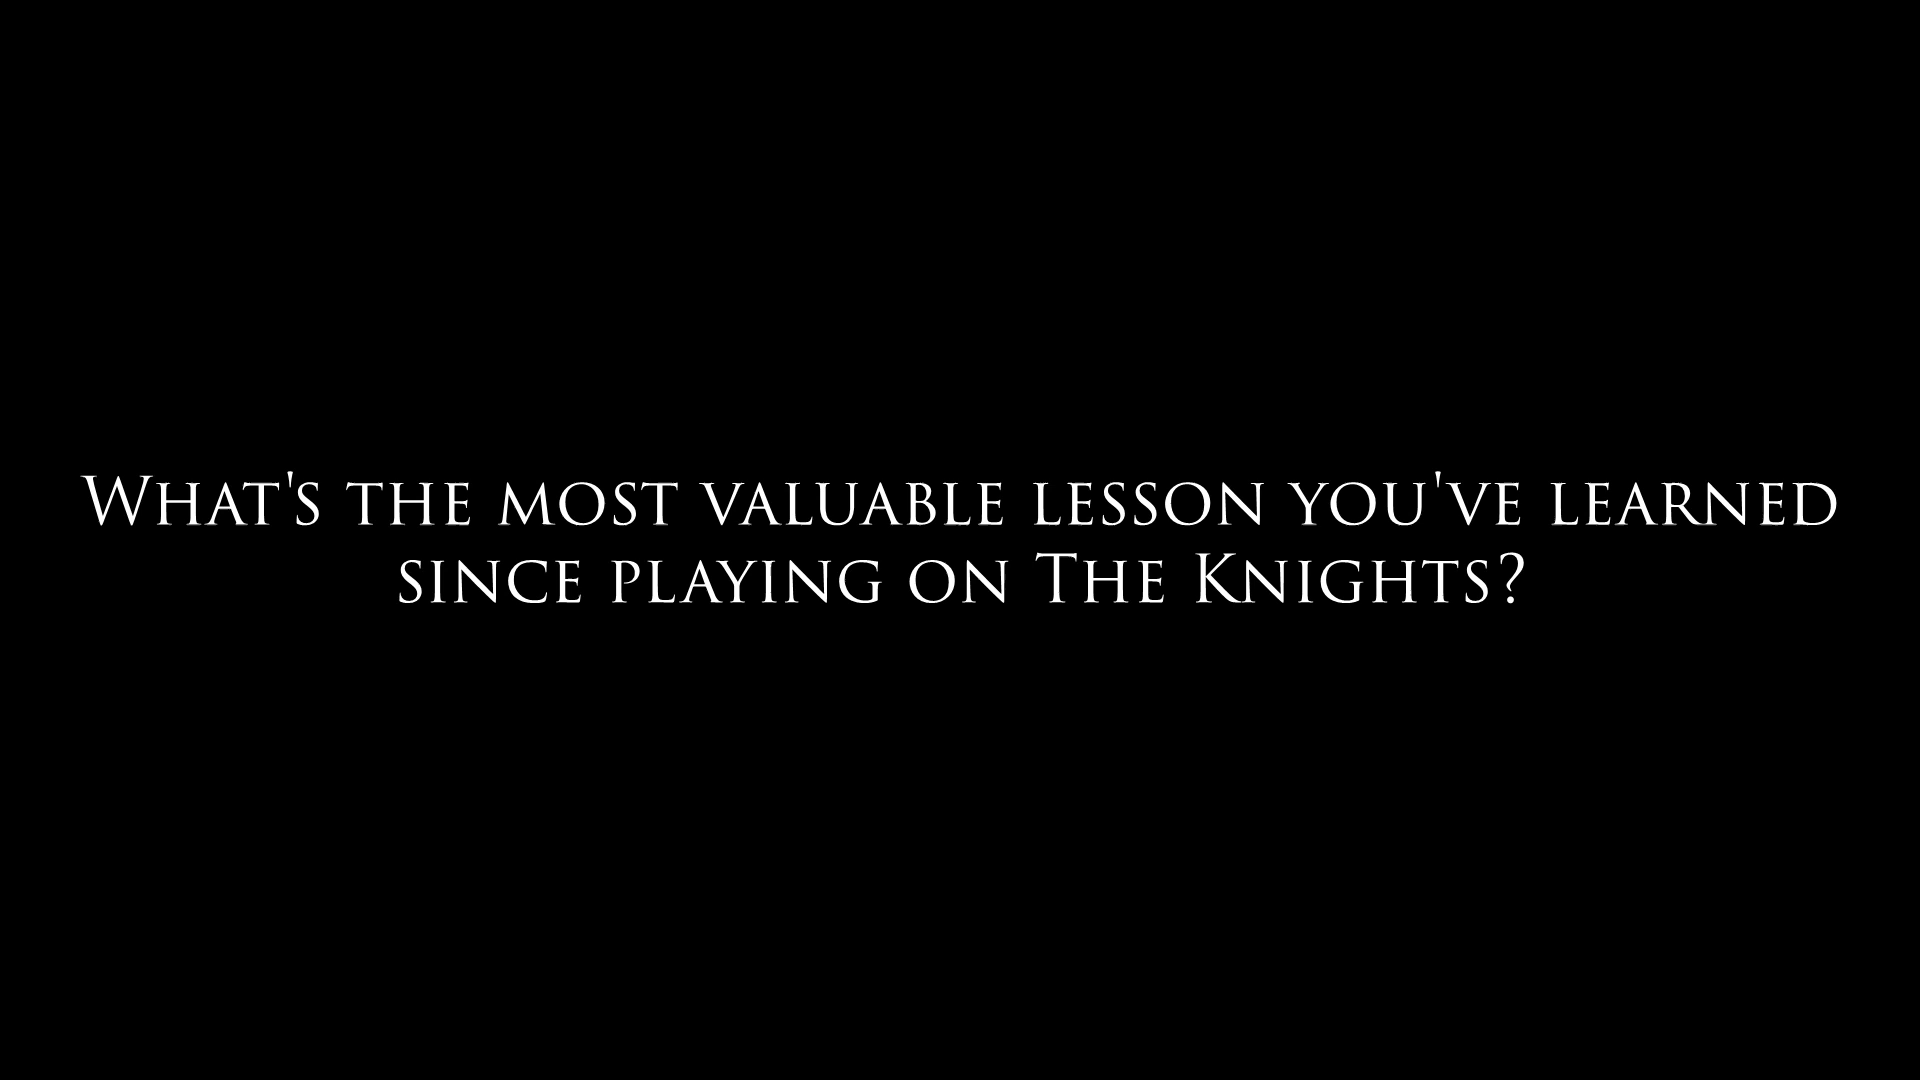 What's the most valuable lesson you've learned
since playing on The Knights?